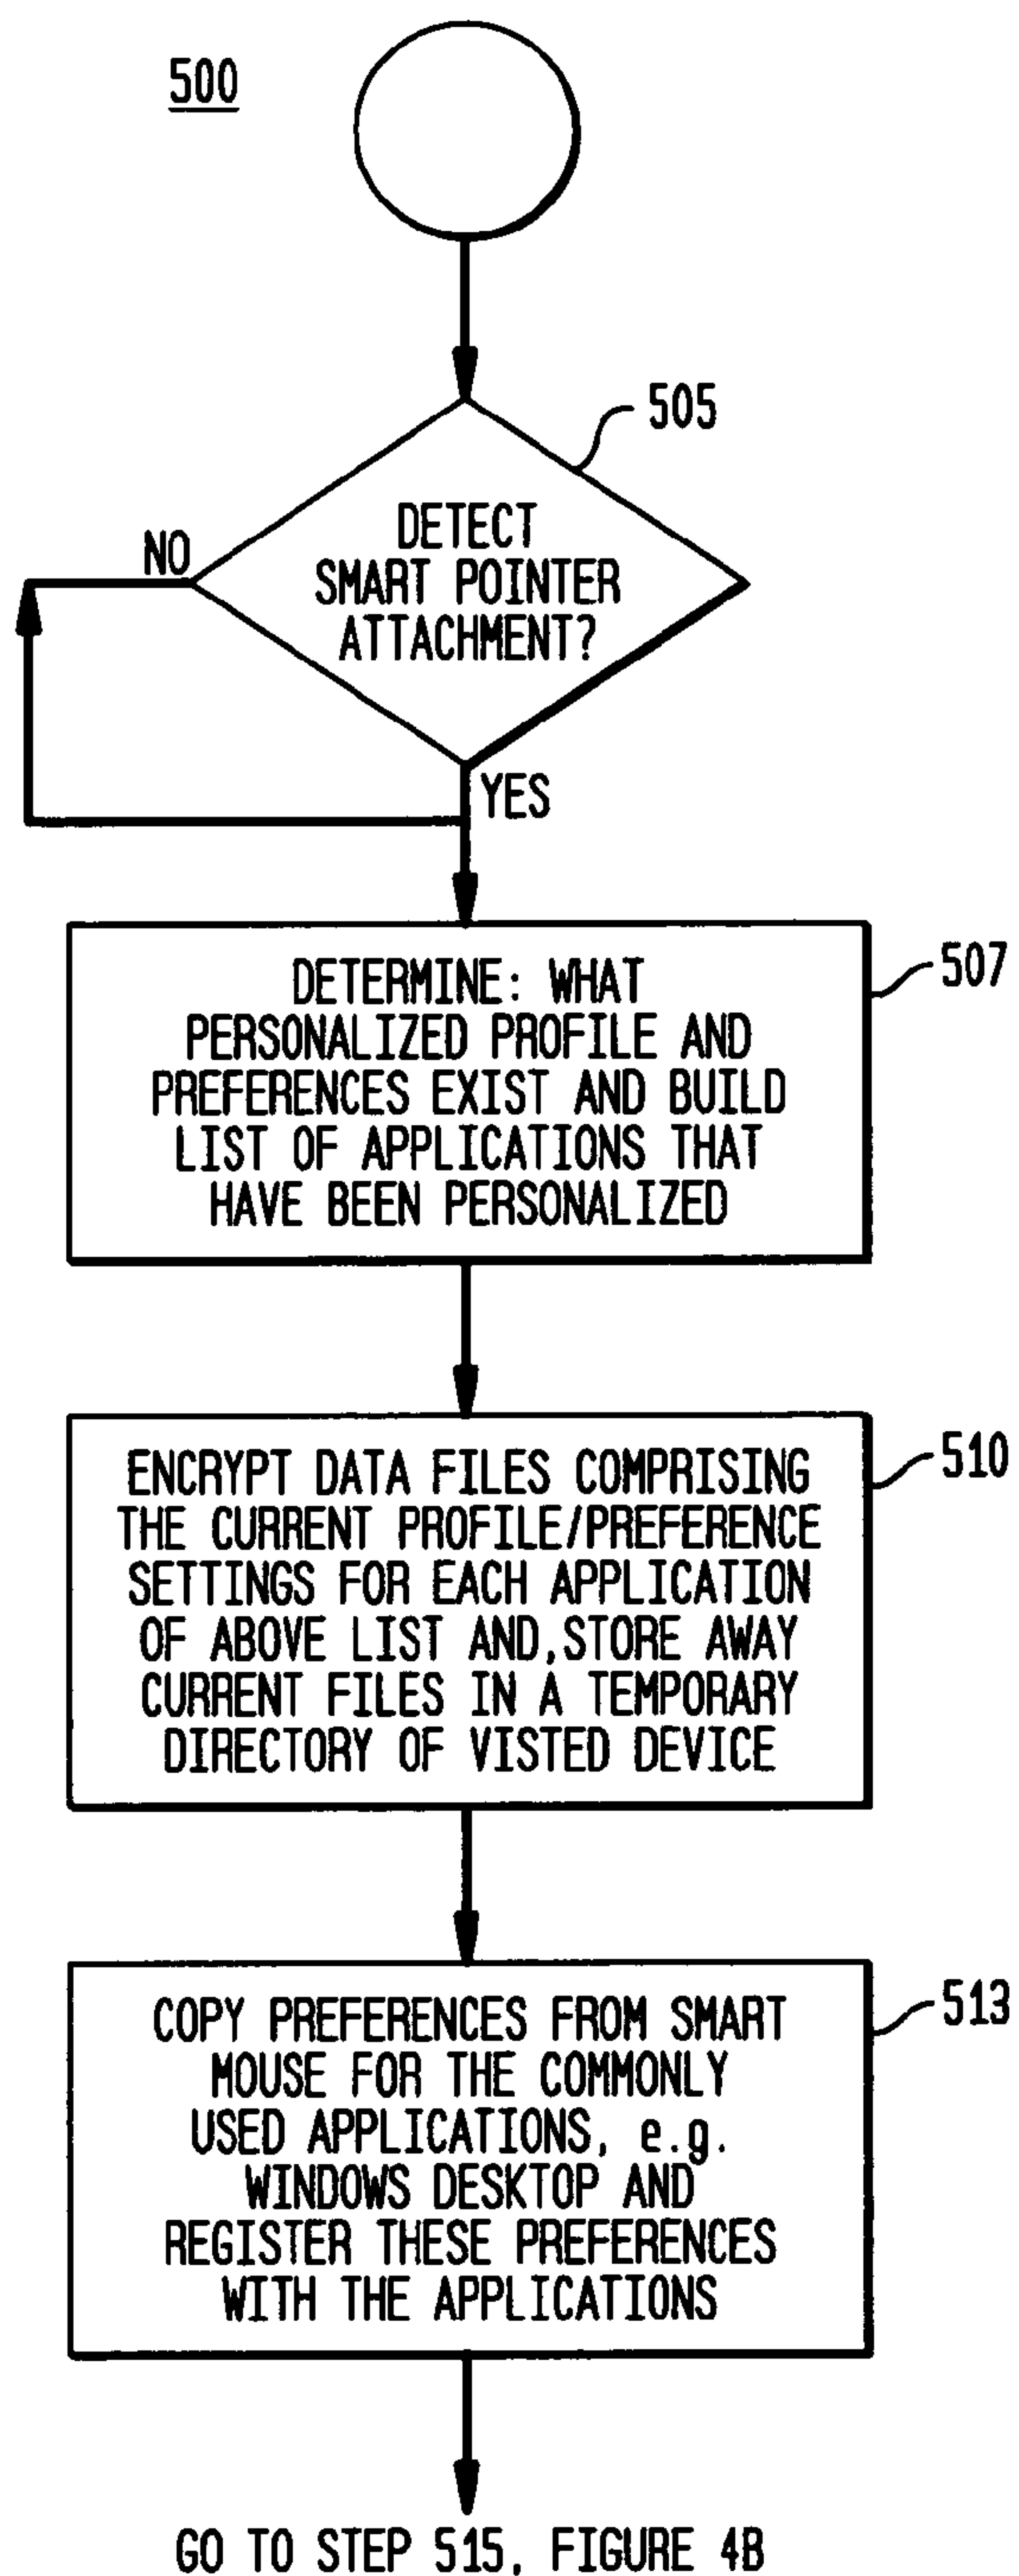 500
505
DETECT
SMART POINTER
ATTACHMENT?
NO
YES
507
DETERMINE: WHAT
PERSONALIZED PROFILE AND
PREFERENCES EXIST AND BUILD
LIST OF APPLICATIONS THAT
HAVE BEEN PERSONALIZED
510
ENCRYPT DATA FILES COMPRISING
THE CURRENT PROFILE/PREFERENCE
SETTINGS FOR EACH APPLICATION
OF ABOVE LIST AND, STORE AWAY
CURRENT FILES IN A TEMPORARY
DIRECTORY OF VISTED DEVICE
513
COPY PREFERENCES FROM SMART
MOUSE FOR THE COMMONLY
USED APPLICATIONS, e.g.
WINDOWS DESKTOP AND
REGISTER THESE PREFERENCES
WITH THE APPLICATIONS
GO TO STEP 515, FIGURE 4B